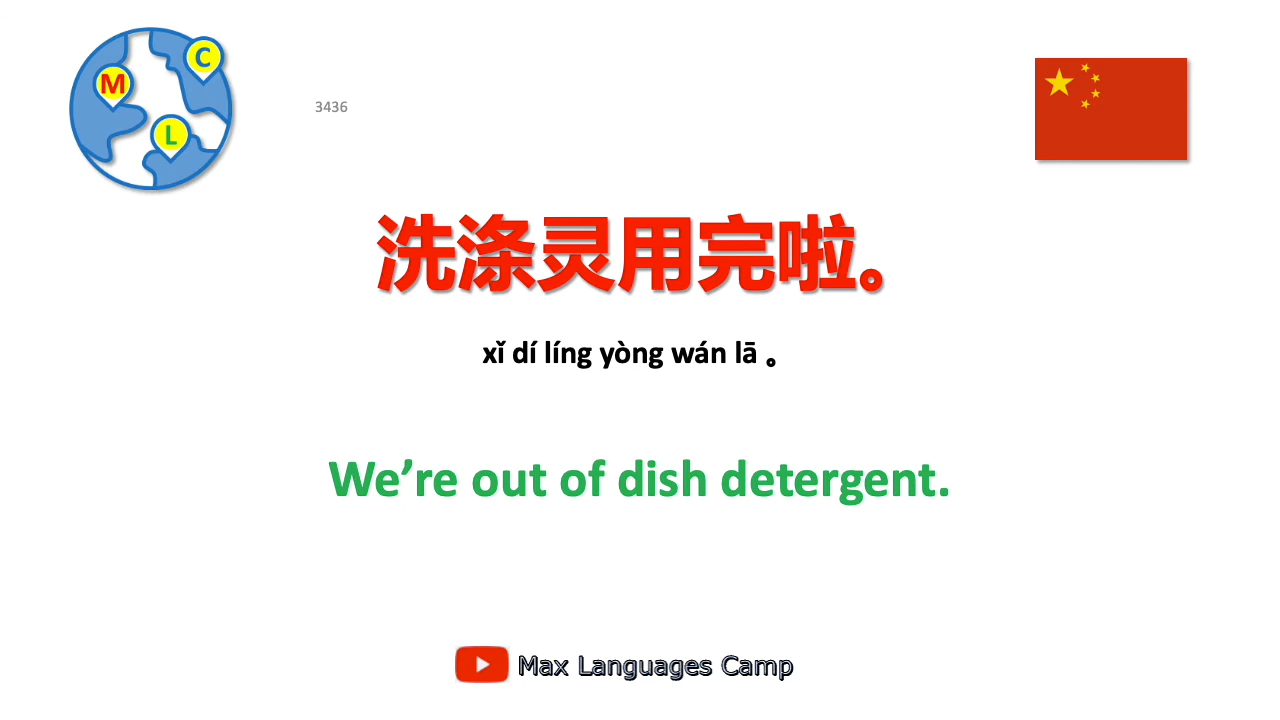 M
C
L
3436
洗涤灵用完啦。
xǐ dí líng yòng wán lā 。
We’re out of dish detergent.
Max Languages Camp